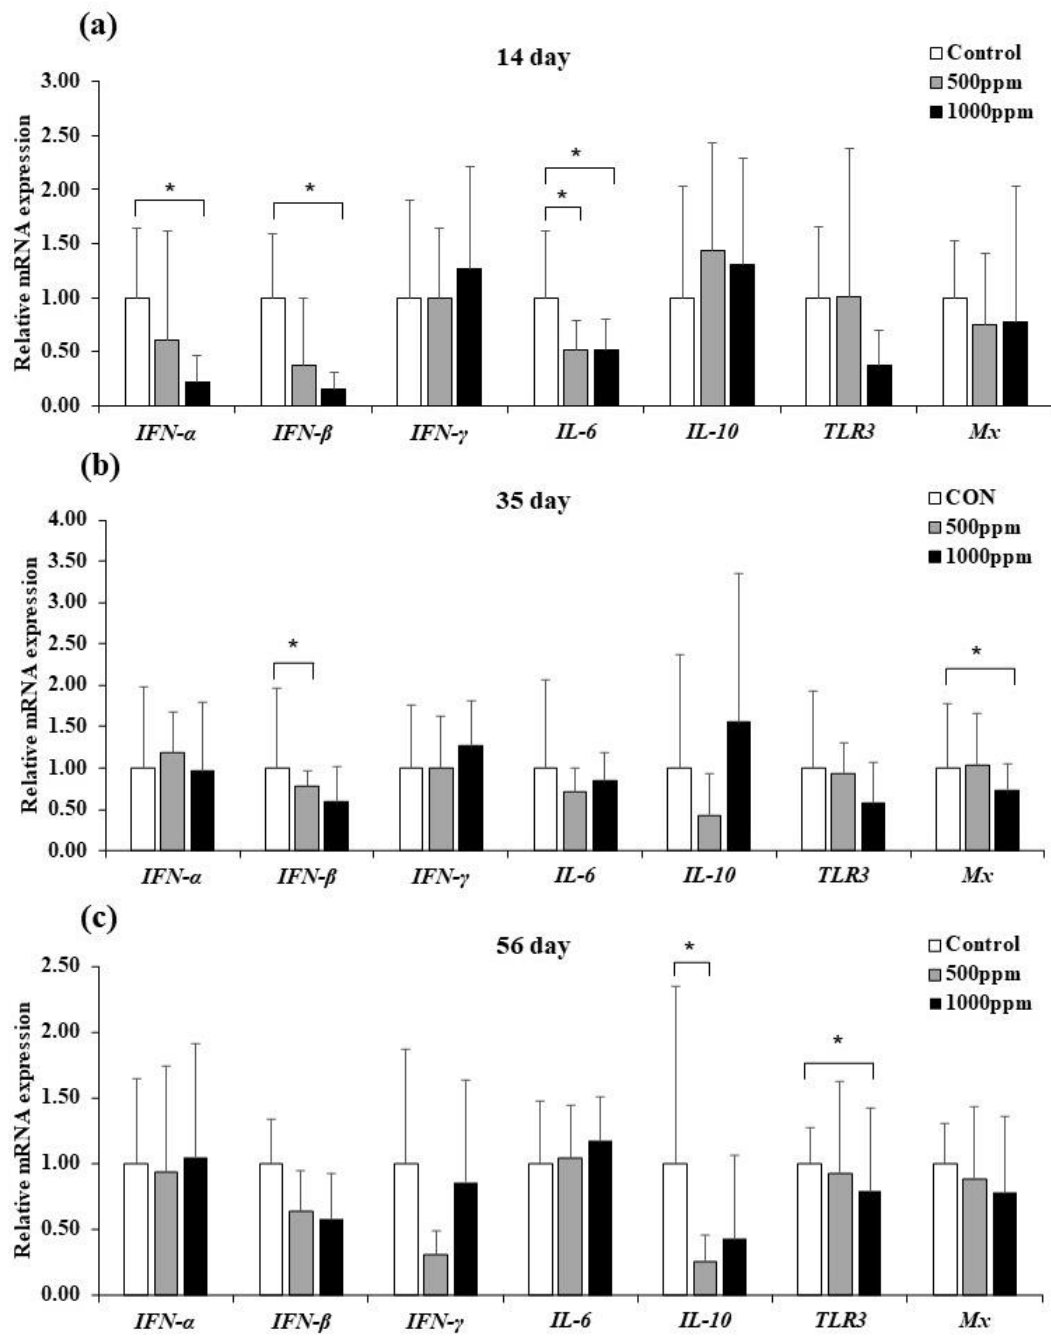 (a)
14 day
Control
500ppm
1000ppm
Relative mRNA expression
3.00
2.50
2.00
1.50
1.00
0.50
0.00
*
*
*
*
IFN-α IFN-β IFN-γ IL-6 IL-10 TLR3 Mx
(b)
35 day
CON
500ppm
1000ppm
Relative mRNA expression
4.00
3.50
3.00
2.50
2.00
1.50
1.00
0.50
0.00
*
*
IFN-α IFN-β IFN-γ IL-6 IL-10 TLR3 Mx
(c)
56 day
Control
500ppm
1000ppm
Relative mRNA expression
2.50
2.00
1.50
1.00
0.50
0.00
*
*
IFN-α IFN-β IFN-γ IL-6 IL-10 TLR3 Mx